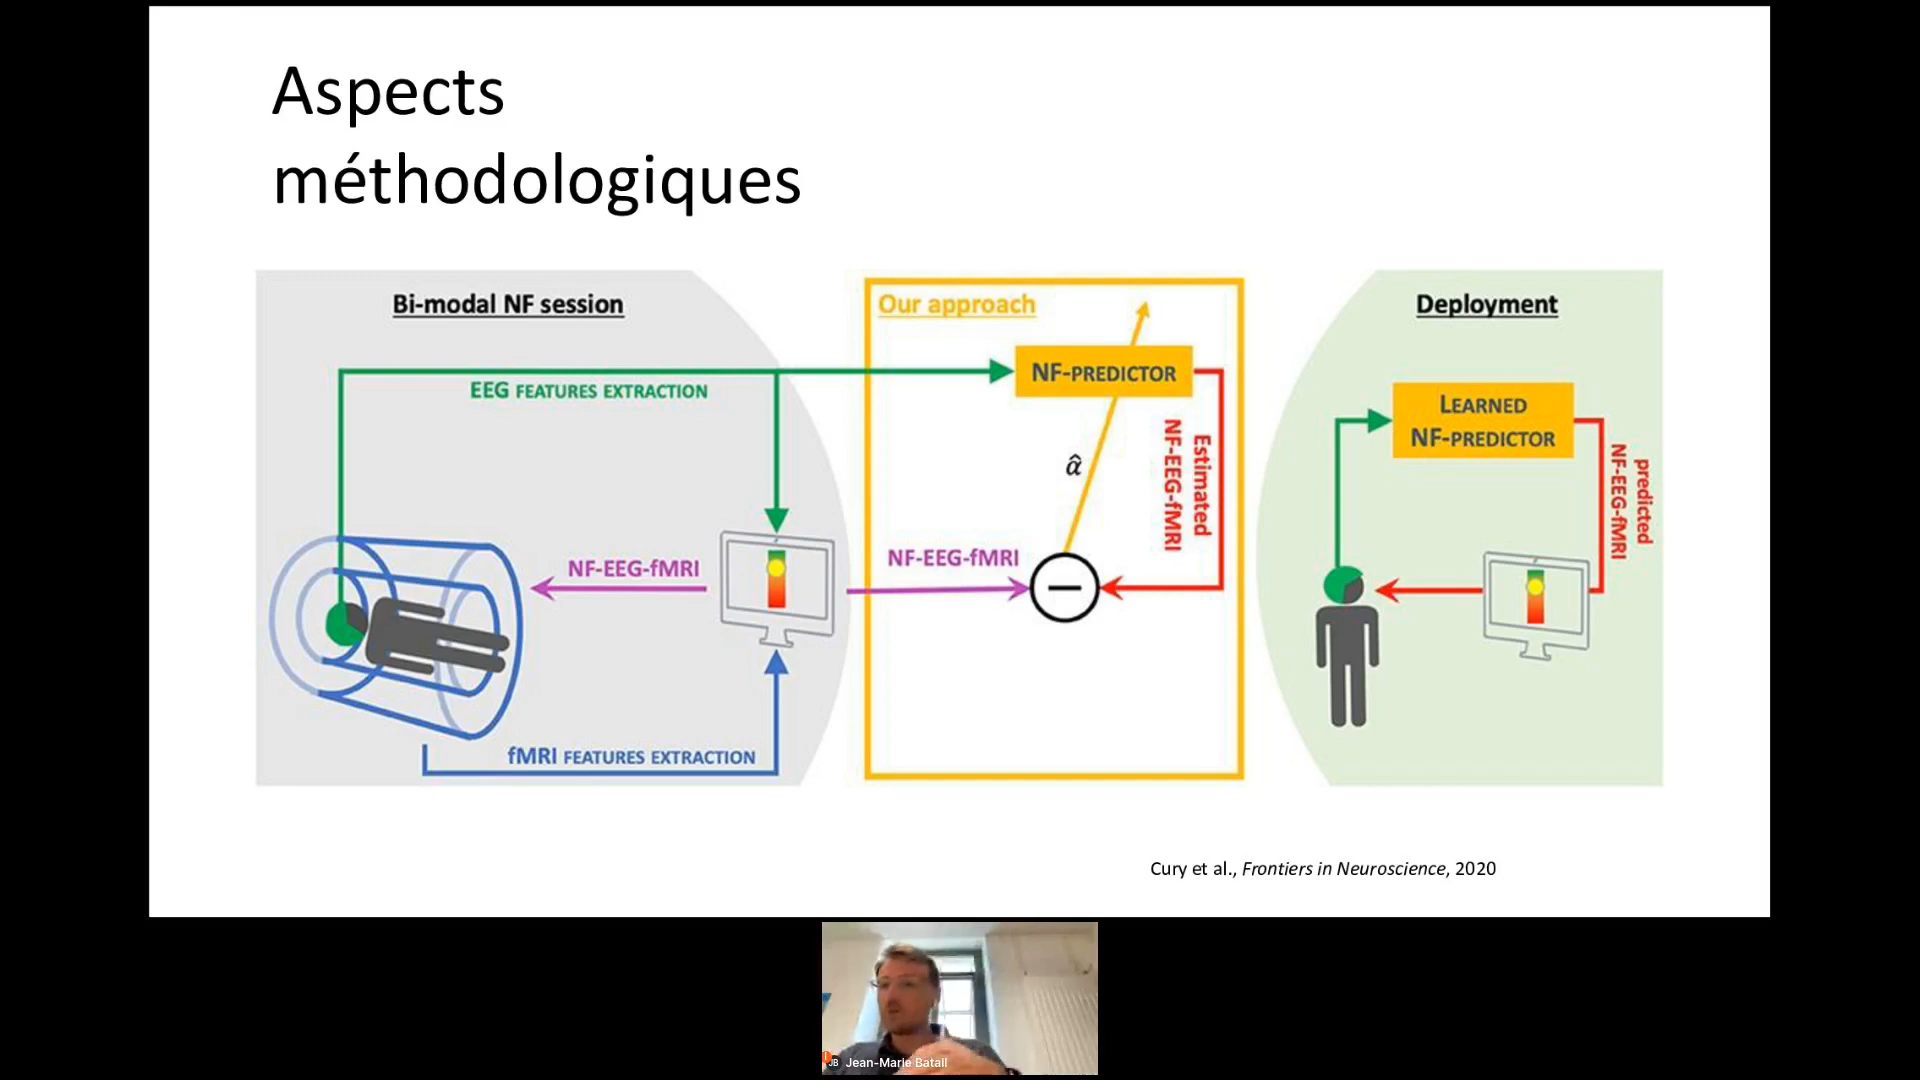 Aspects
méthodologiques
Bi-modal NF session
EEG FEATURES EXTRACTION
NF-EEG-fMRI
fMRI FEATURES EXTRACTION
Our approach
NF-PREDICTOR
α̂
Estimated
NF-EEG-fMRI
NF-EEG-fMRI
Deployment
LEARNED
NF-PREDICTOR
predicted
NF-EEG-fMRI
Cury et al., Frontiers in Neuroscience, 2020
JB
Jean-Marie Batail